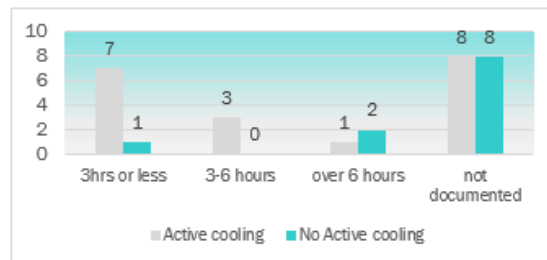 10
8
6
4
2
0
7
1
3
0
1
2
8
8
3hrs or less
3-6 hours
over 6 hours
not
documented
Active cooling
No Active cooling